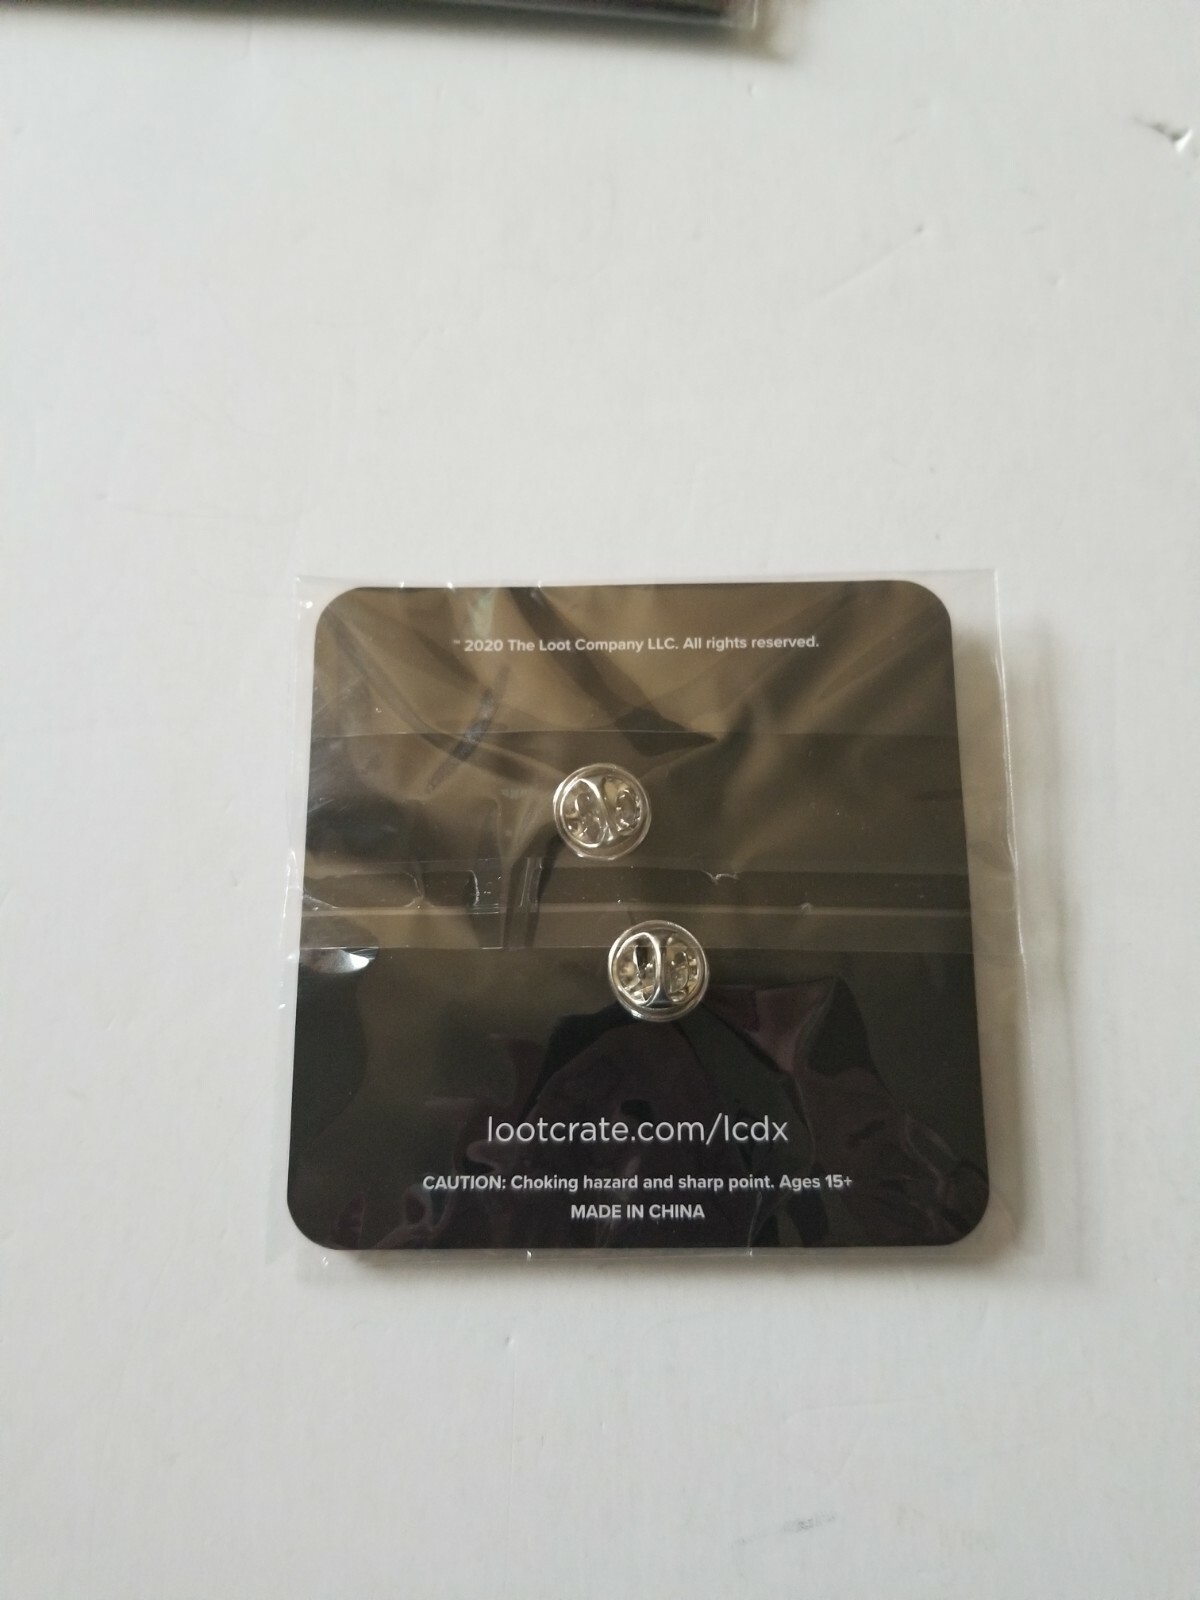 ™ 2020 The Loot Company LLC. All rights reserved.
lootcrate.com/lcdx
CAUTION: Choking hazard and sharp point. Ages 15+
MADE IN CHINA